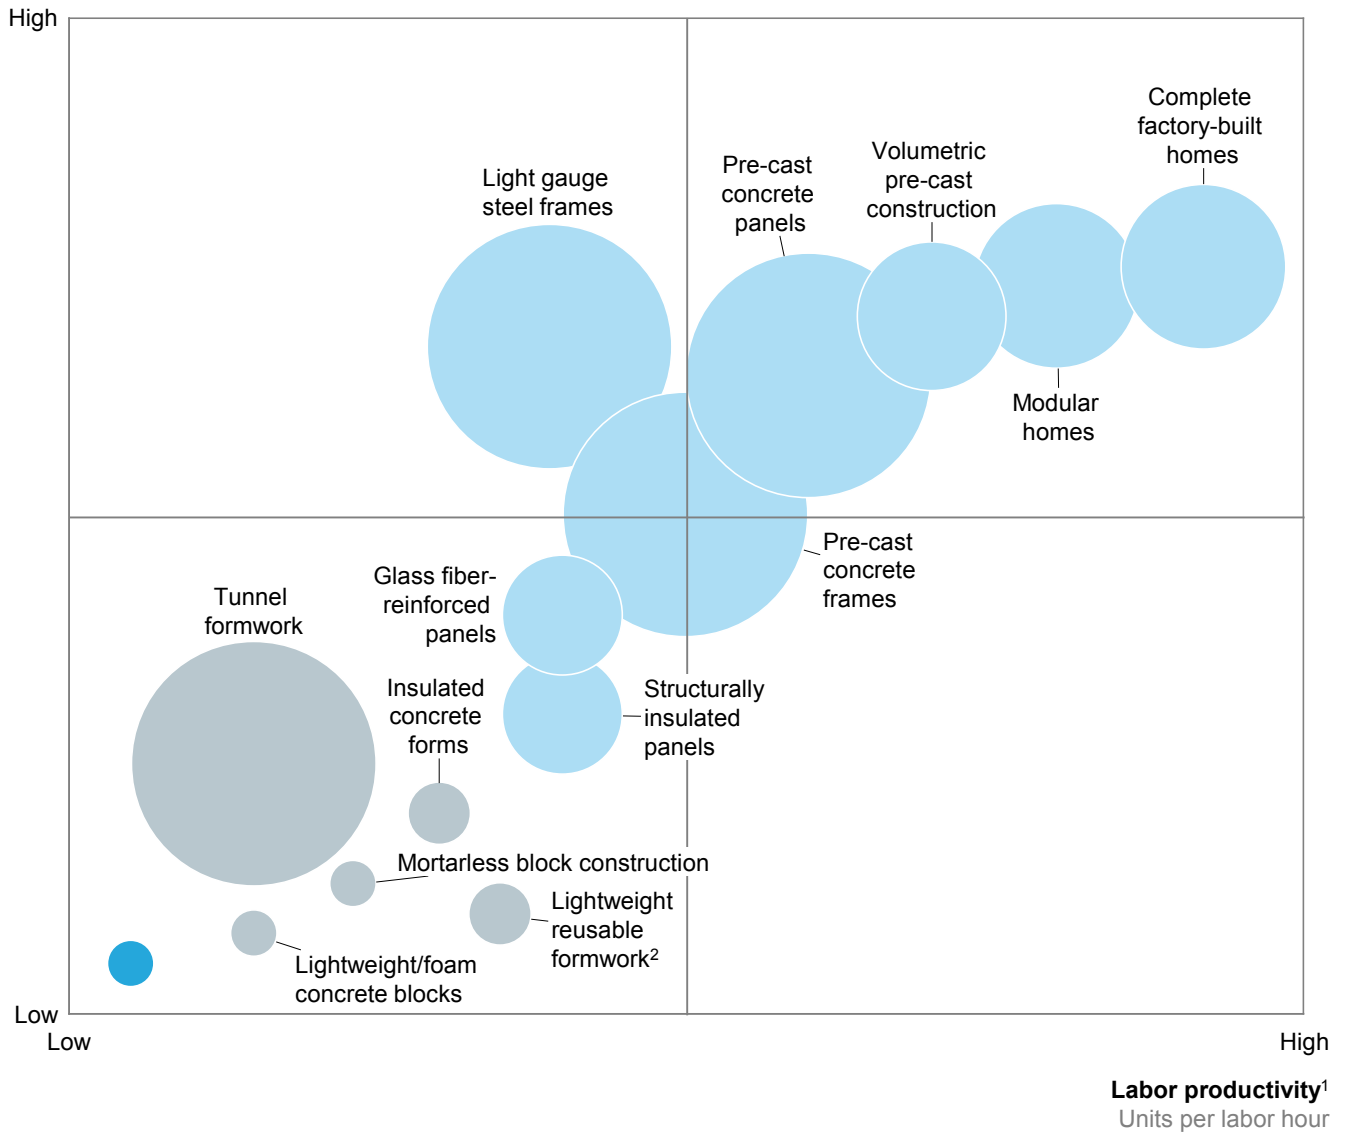 High
Complete
factory-built
homes
Volumetric
pre-cast
construction
Pre-cast
concrete
panels
Light gauge
steel frames
Modular
homes
Pre-cast
concrete
frames
Glass fiber-
reinforced
panels
Tunnel
formwork
Insulated
concrete
forms
Structurally
insulated
panels
Mortarless block construction
Lightweight
reusable
formwork²
Lightweight/foam
concrete blocks
Low
Low
High
Labor productivity¹
Units per labor hour